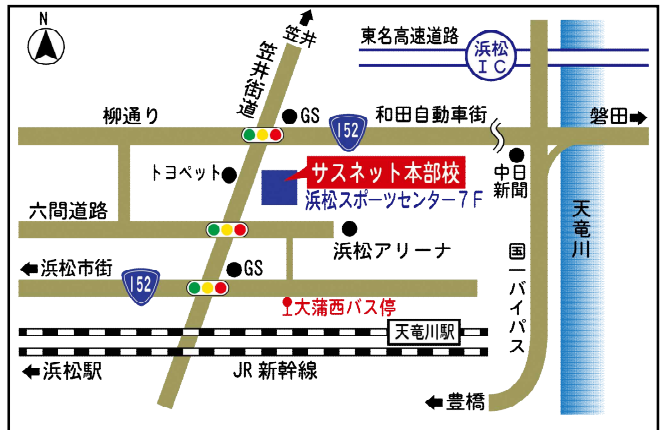 N
笠井
東名高速道路
浜松
IC
笠井街道
柳通り
GS
152
和田自動車街
磐田
トヨペット
サスネット本部校
浜松スポーツセンター7F
中日
新聞
六間道路
浜松アリーナ
天竜川
浜松市街
152
GS
国一バイパス
大蒲西バス停
天竜川駅
浜松駅
JR新幹線
豊橋